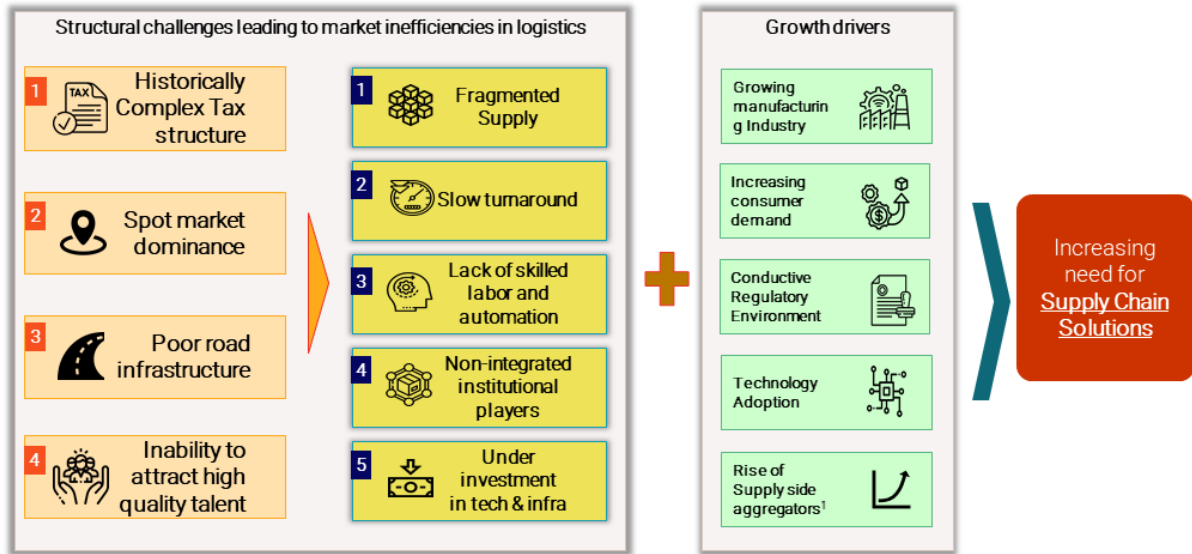 Structural challenges leading to market inefficiencies in logistics
1
TAX
Historically
Complex Tax
structure
2
Spot market
dominance
3
Poor road
infrastructure
4
Inability to
attract high
quality talent
1
Fragmented
Supply
2
Slow turnaround
3
Lack of skilled
labor and
automation
4
Non-integrated
institutional
players
5
Under
investment
in tech & infra
Growth drivers
Growing
manufacturin
g Industry
Increasing
consumer
demand
Conductive
Regulatory
Environment
Technology
Adoption
Rise of
Supply side
aggregators¹
Increasing
need for
Supply Chain
Solutions